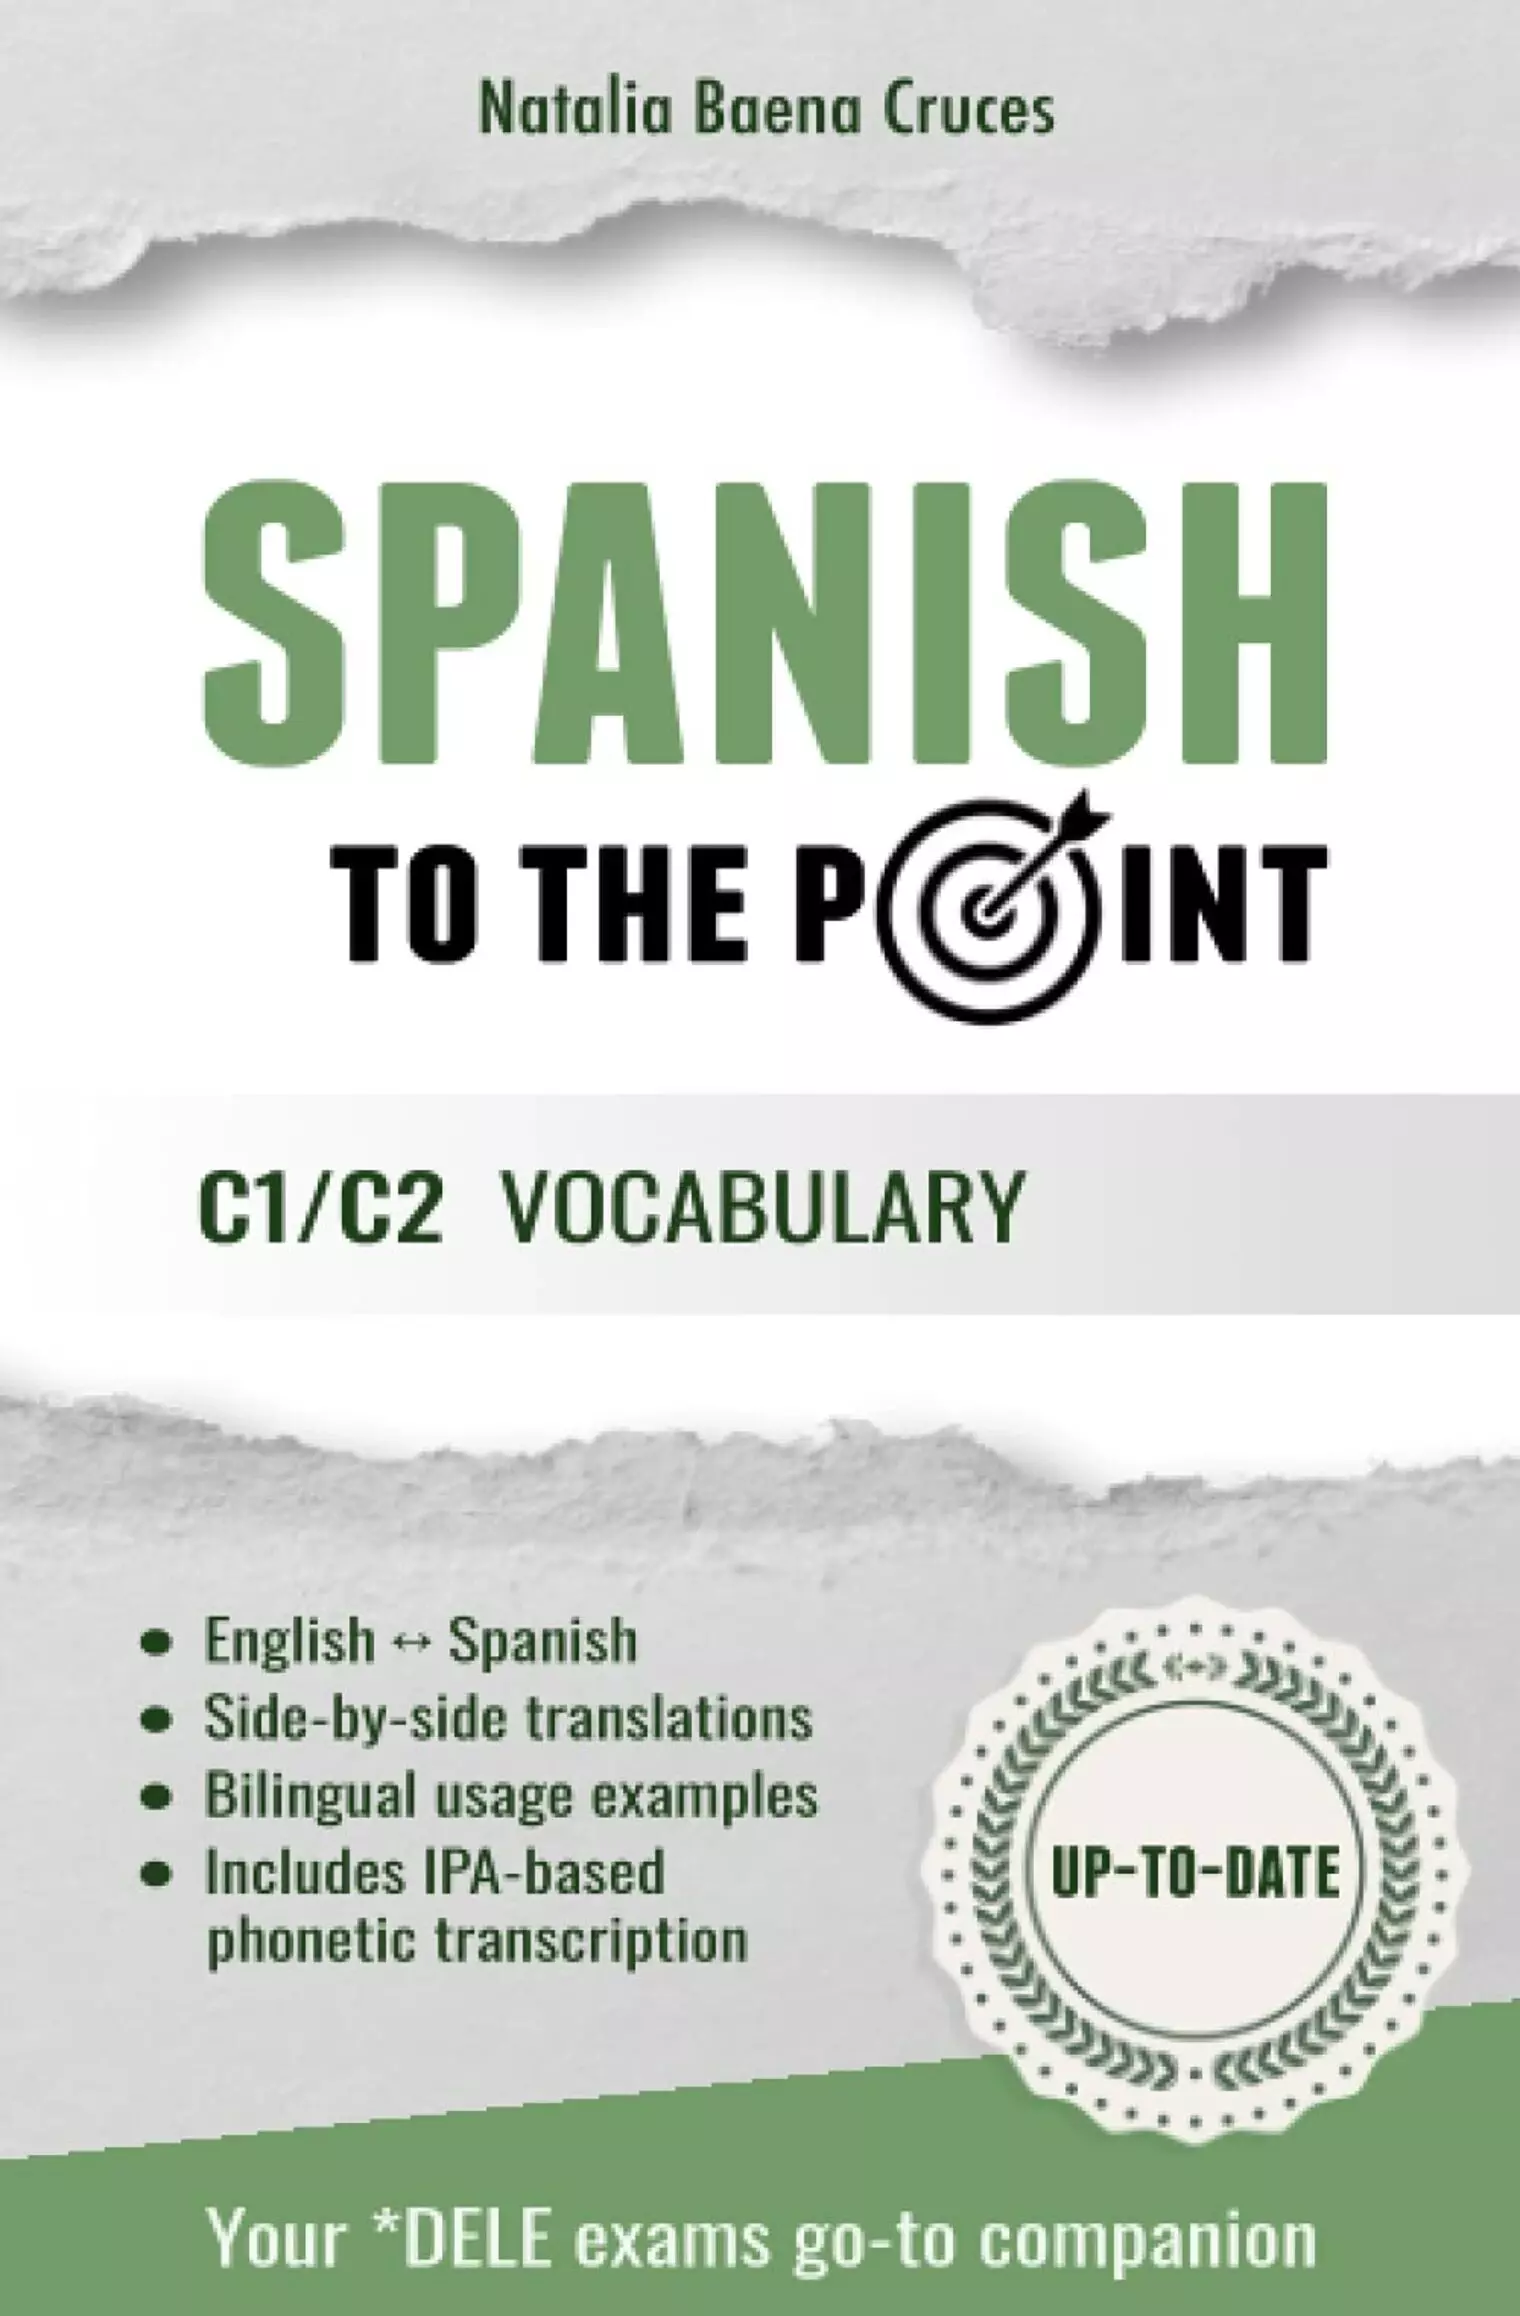 Natalia Baena Cruces
SPANISH
TO THE POINT
C1/C2 VOCABULARY
● English ↔ Spanish
● Side-by-side translations
● Bilingual usage examples
● Includes IPA-based
phonetic transcription
UP-TO-DATE
Your *DELE exams go-to companion